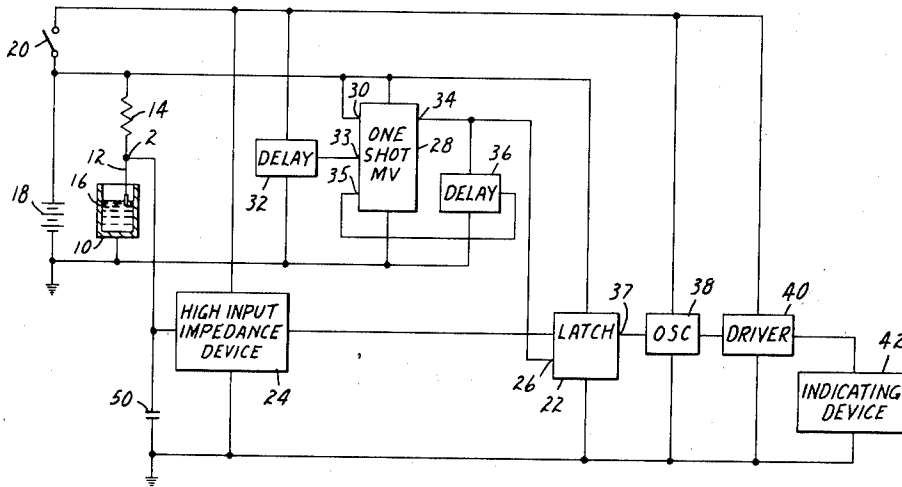 20
14
2
12
16
18
10
30
34
ONE
SHOT
MV
28
33
35
DELAY
32
36
DELAY
HIGH INPUT
IMPEDANCE
DEVICE
24
50
37
LATCH
26
22
38
OSC
40
DRIVER
42
INDICATING
DEVICE